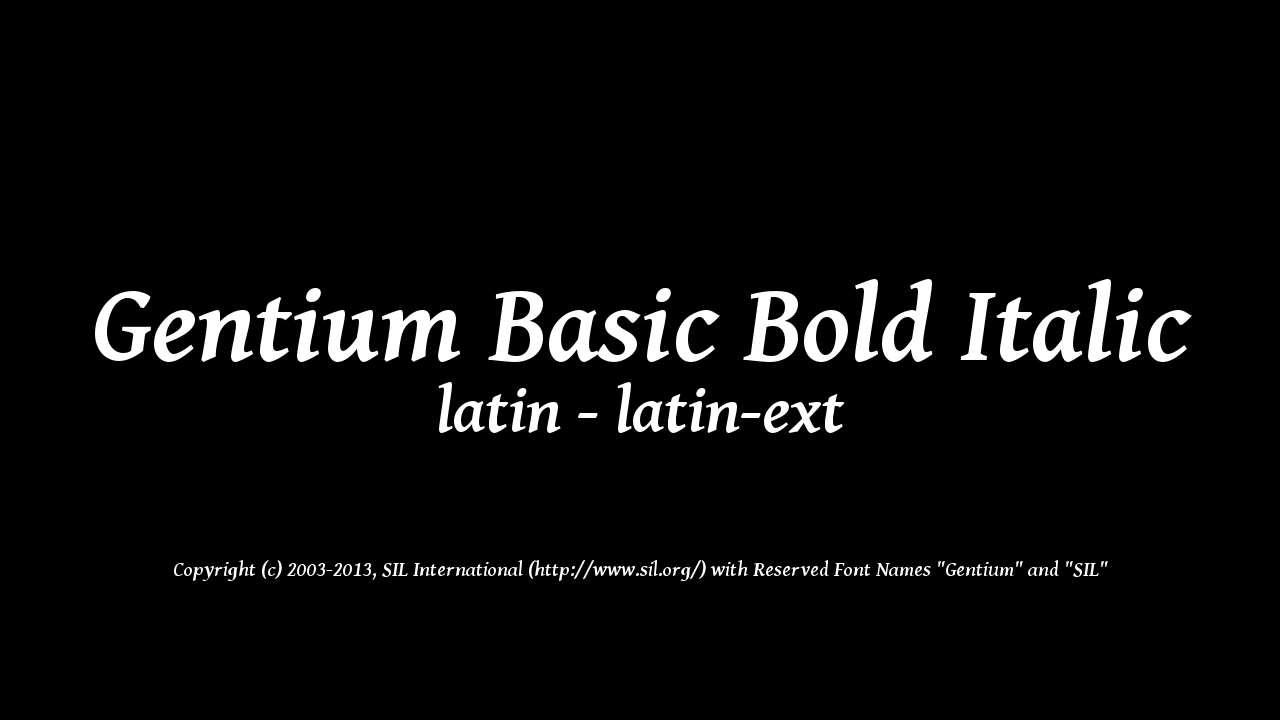 Gentium Basic Bold Italic
latin - latin-ext
Copyright (c) 2003-2013, SIL International (http://www.sil.org/) with Reserved Font Names "Gentium" and "SIL"